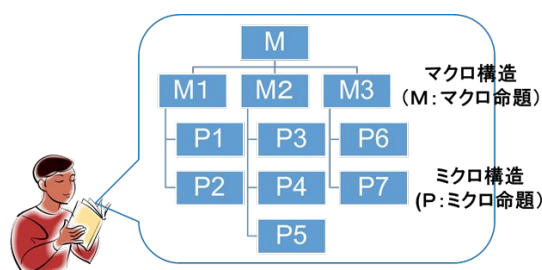 M
M1 M2 M3
マクロ構造
(M:マクロ命題)
P1 P3 P6
P2 P4 P7
ミクロ構造
(P:ミクロ命題)
P5